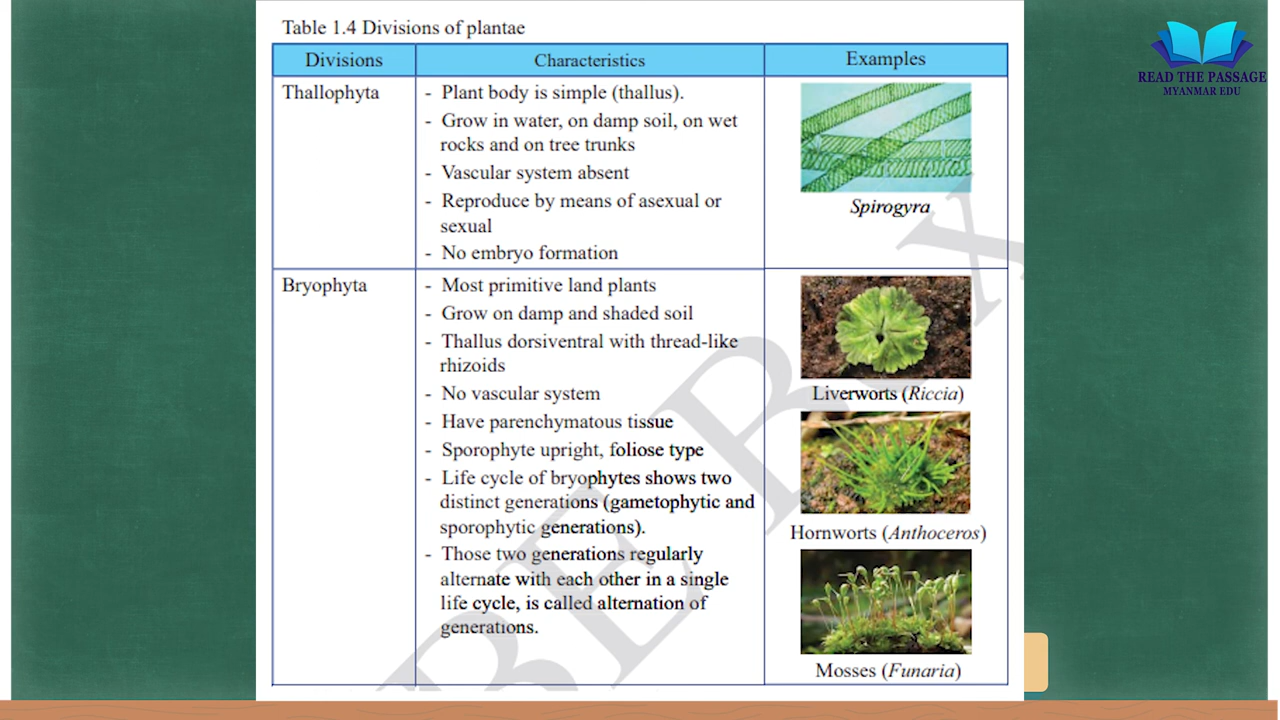 Table 1.4 Divisions of plantae
Divisions
Characteristics
Examples
Thallophyta
- Plant body is simple (thallus).
- Grow in water, on damp soil, on wet
rocks and on tree trunks
- Vascular system absent
- Reproduce by means of asexual or
sexual
- No embryo formation
Spirogyra
Bryophyta
- Most primitive land plants
- Grow on damp and shaded soil
- Thallus dorsiventral with thread-like
rhizoids
- No vascular system
- Have parenchymatous tissue
- Sporophyte upright, foliose type
- Life cycle of bryophytes shows two
distinct generations (gametophytic and
sporophytic generations).
- Those two generations regularly
alternate with each other in a single
life cycle, is called alternation of
generations.
Liverworts (Riccia)
Hornworts (Anthoceros)
Mosses (Funaria)
READ THE PASSAGE
MYANMAR EDU